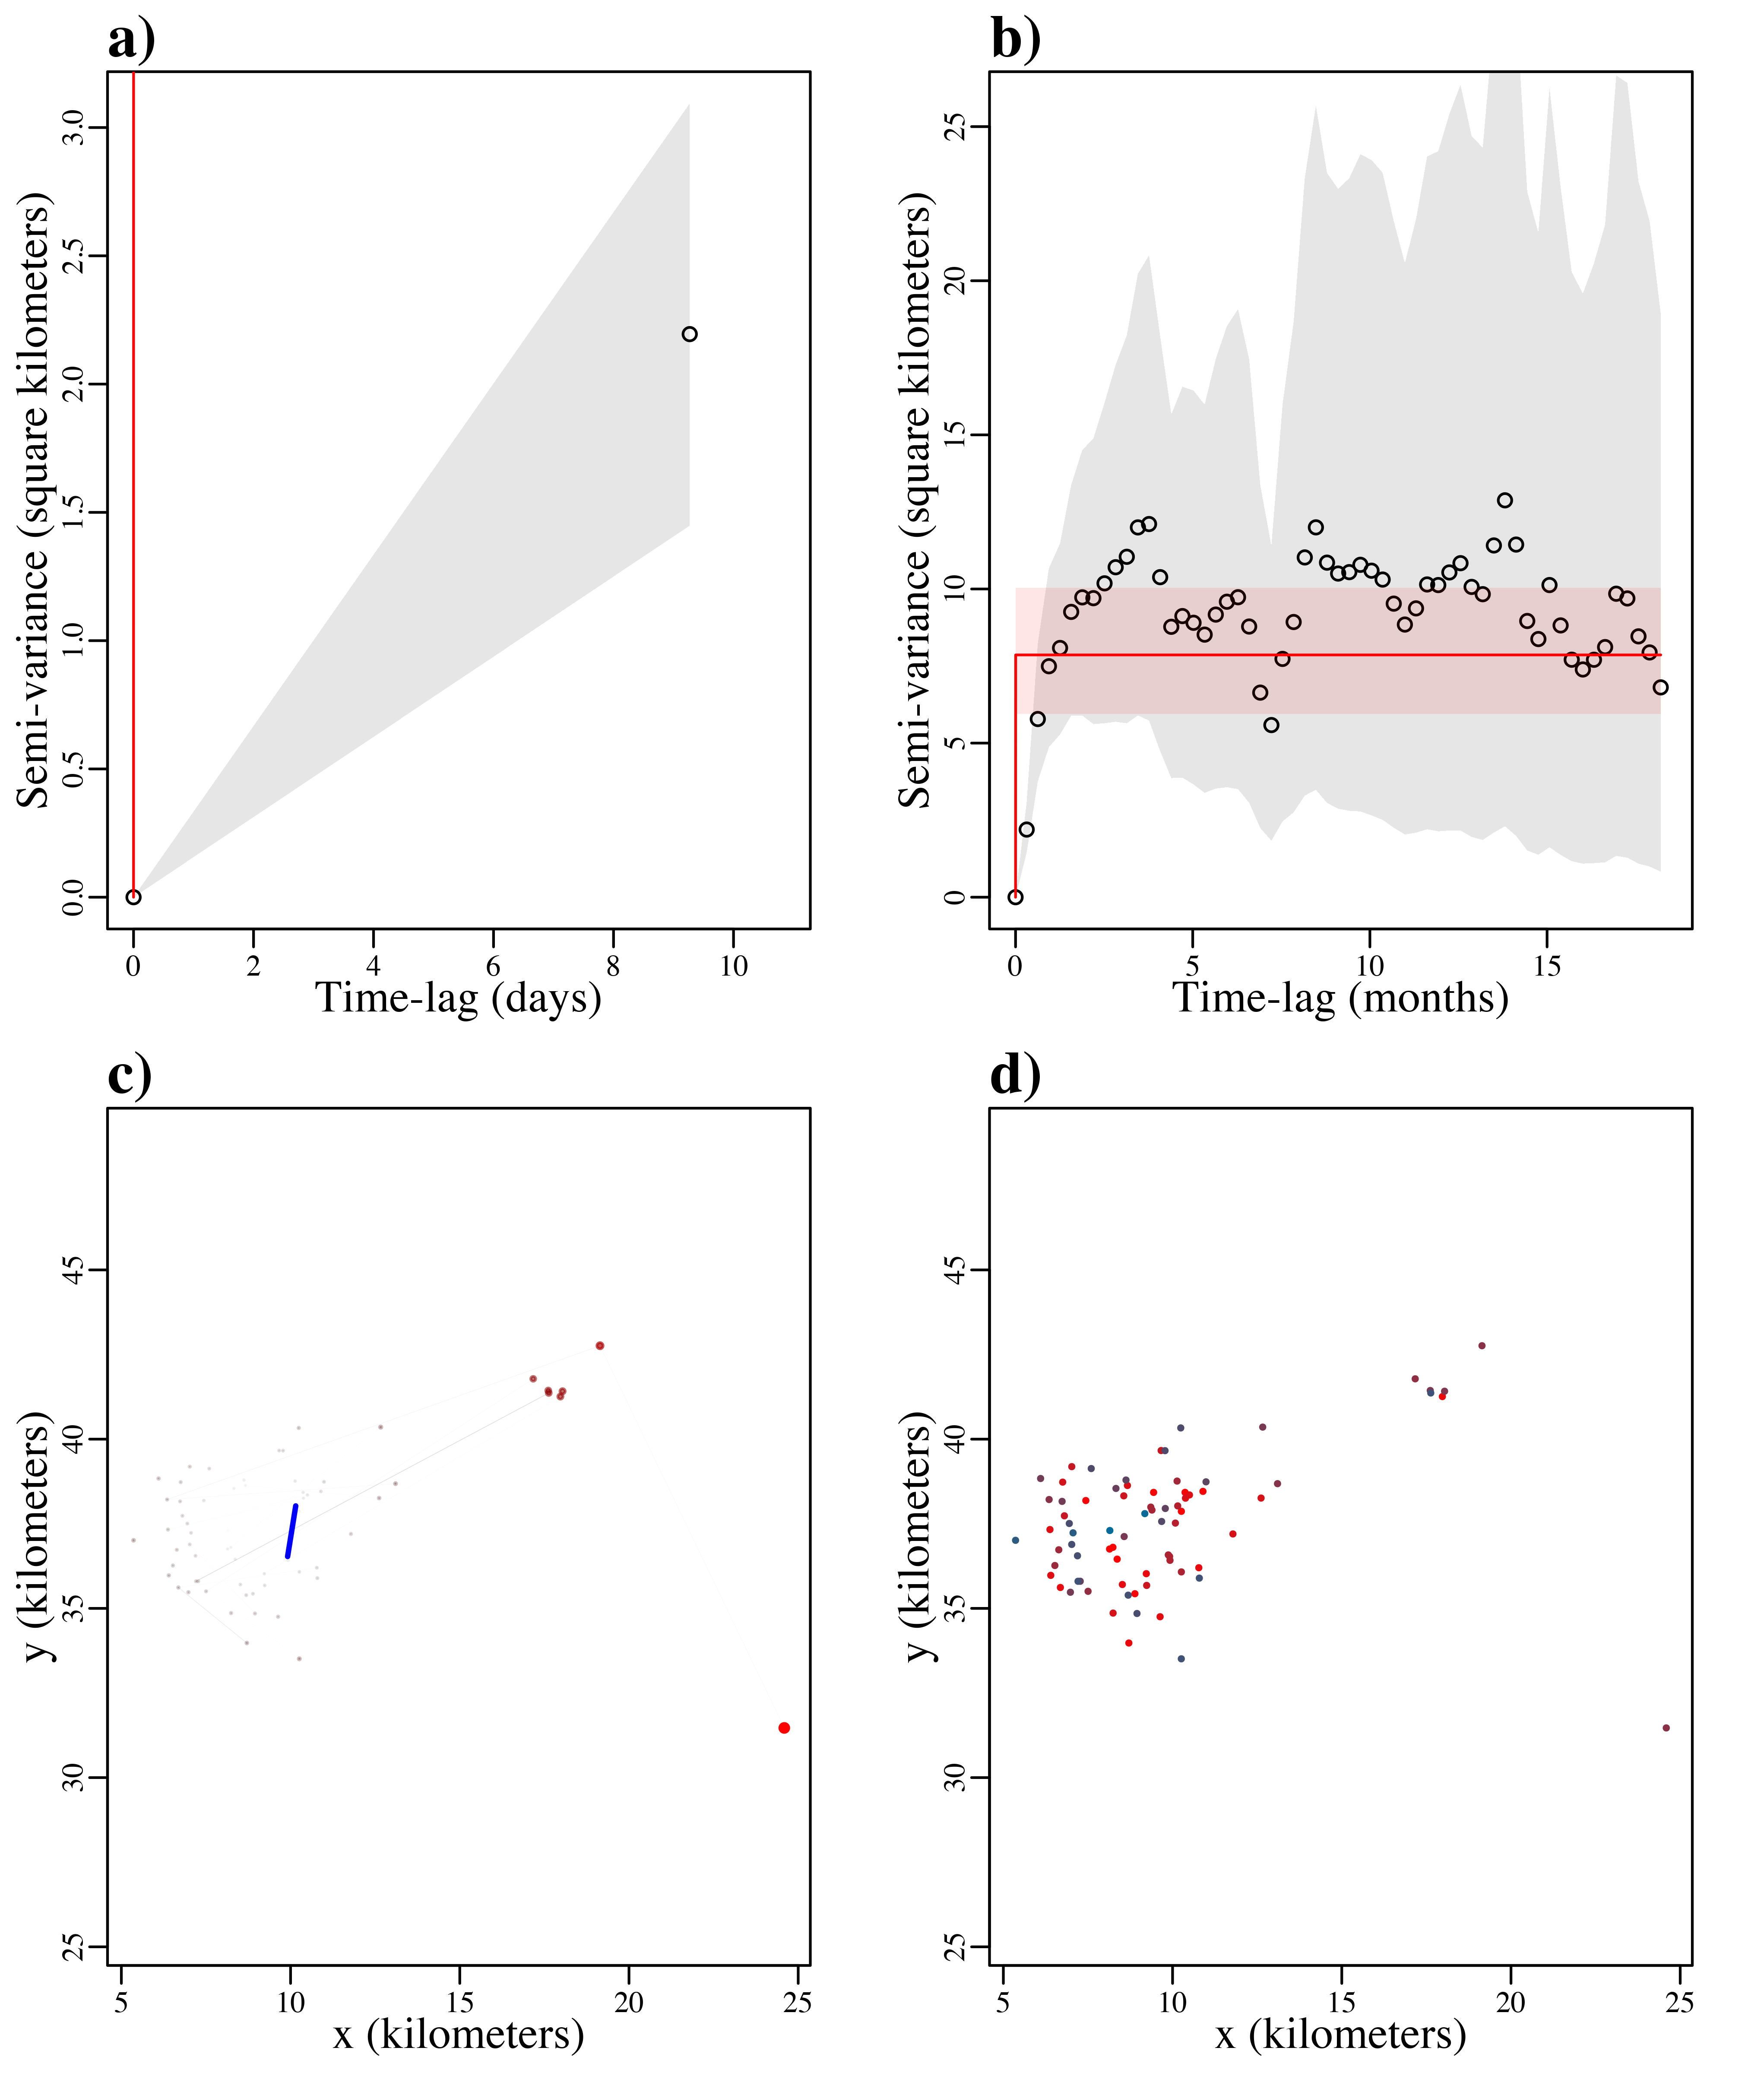 a)
Semi-variance (square kilometers)
3.0
2.5
2.0
1.5
1.0
0.5
0.0
0 2 4 6 8 10
Time-lag (days)
b)
Semi-variance (square kilometers)
25
20
15
10
5
0
0 5 10 15
Time-lag (months)
c)
y (kilometers)
45
40
35
30
25
5 10 15 20 25
x (kilometers)
d)
y (kilometers)
45
40
35
30
25
5 10 15 20 25
x (kilometers)